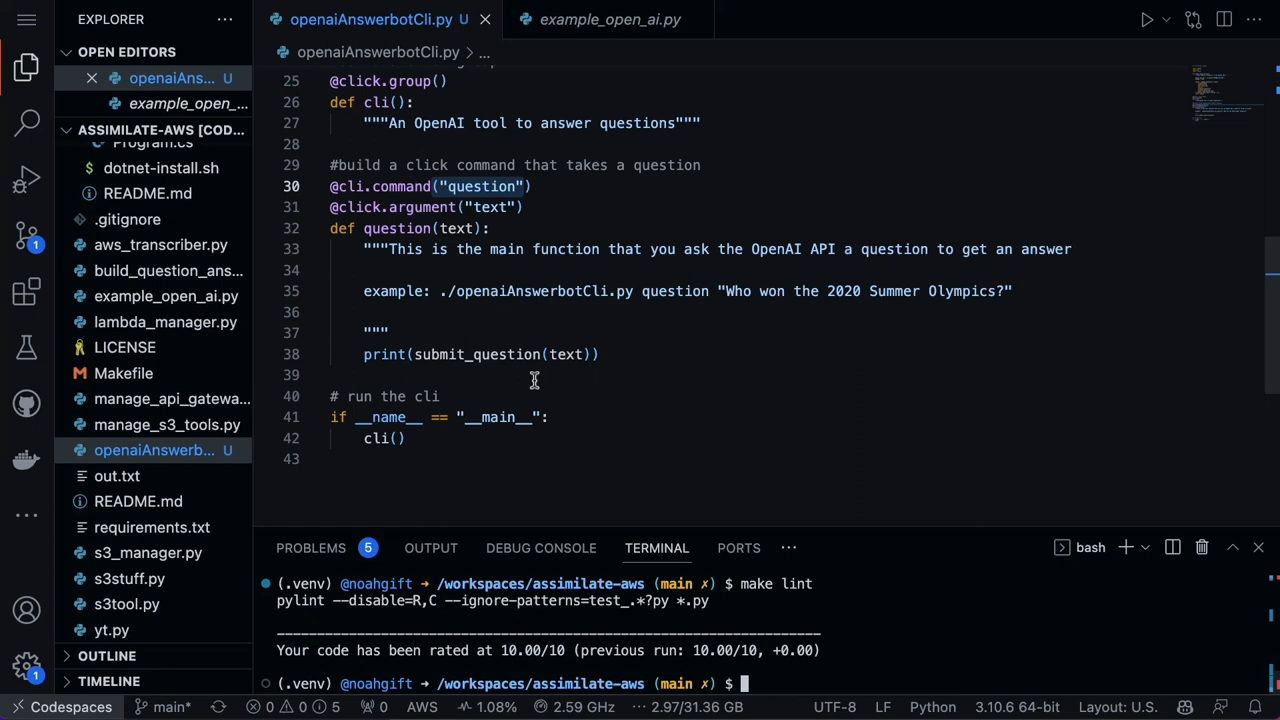 EXPLORER
OPEN EDITORS
openaiAns... U
example_open_...
ASSIMILATE-AWS [COD...
Program.cs
$ dotnet-install.sh
README.md
.gitignore
aws_transcriber.py
build_question_ans...
example_open_ai.py
lambda_manager.py
LICENSE
Makefile
manage_api_gatewa...
manage_s3_tools.py
openaiAnswerb... U
out.txt
README.md
requirements.txt
s3_manager.py
s3stuff.py
s3tool.py
yt.py
OUTLINE
TIMELINE
1
1
openaiAnswerbotCli.py U
example_open_ai.py
openaiAnswerbotCli.py > ...
25 @click.group()
26 def cli():
27 """An OpenAI tool to answer questions"""
28
29 #build a click command that takes a question
30 @cli.command("question")
31 @click.argument("text")
32 def question(text):
33 """This is the main function that you ask the OpenAI API a question to get an answer
34
35 example: ./openaiAnswerbotCli.py question "Who won the 2020 Summer Olympics?"
36
37 """
38 print(submit_question(text))
39
40 # run the cli
41 if __name__ == "__main__":
42 cli()
43
PROBLEMS 5 OUTPUT DEBUG CONSOLE TERMINAL PORTS ... bash
(.venv) @noahgift → /workspaces/assimilate-aws (main ✗) $ make lint
pylint --disable=R,C --ignore-patterns=test_.*?py *.py
--------------------------------------------------------------------
Your code has been rated at 10.00/10 (previous run: 10.00/10, +0.00)
(.venv) @noahgift → /workspaces/assimilate-aws (main ✗) $
Codespaces main* 0 0 5 0 AWS 1.08% 2.59 GHz ... 2.97/31.36 GB UTF-8 LF Python 3.10.6 64-bit Layout: U.S.